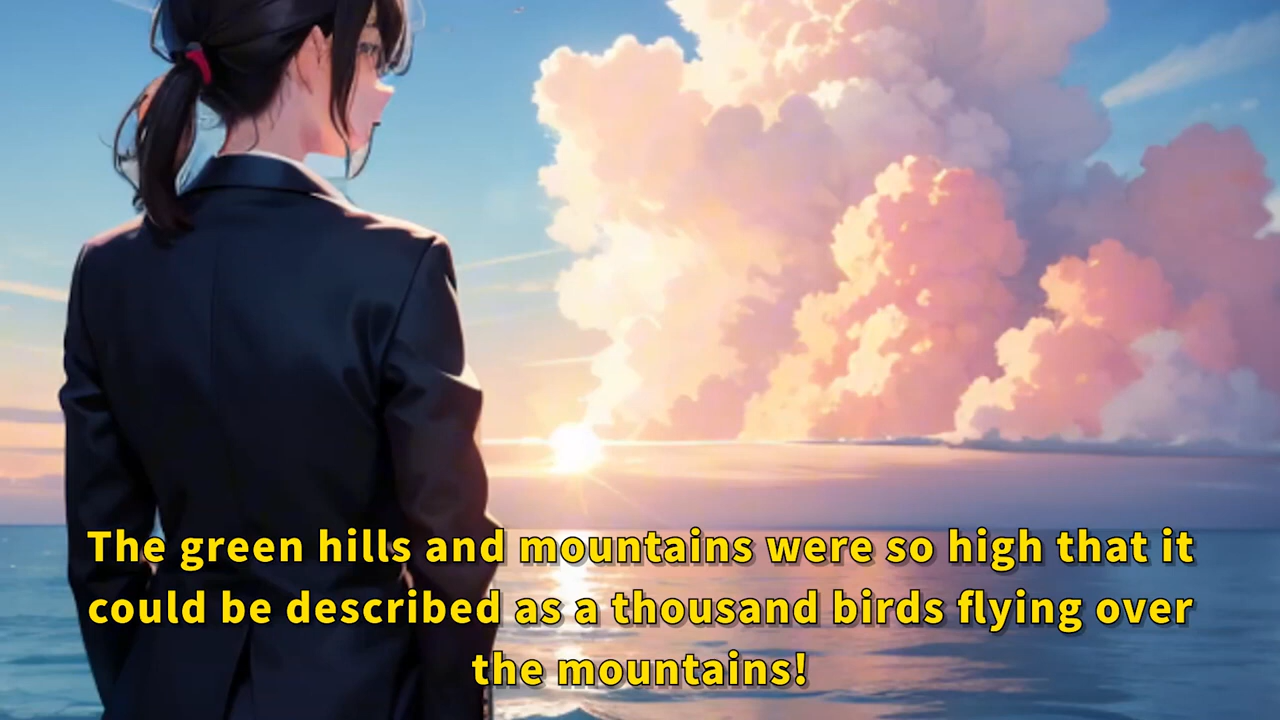 The green hills and mountains were so high that it
could be described as a thousand birds flying over
the mountains!